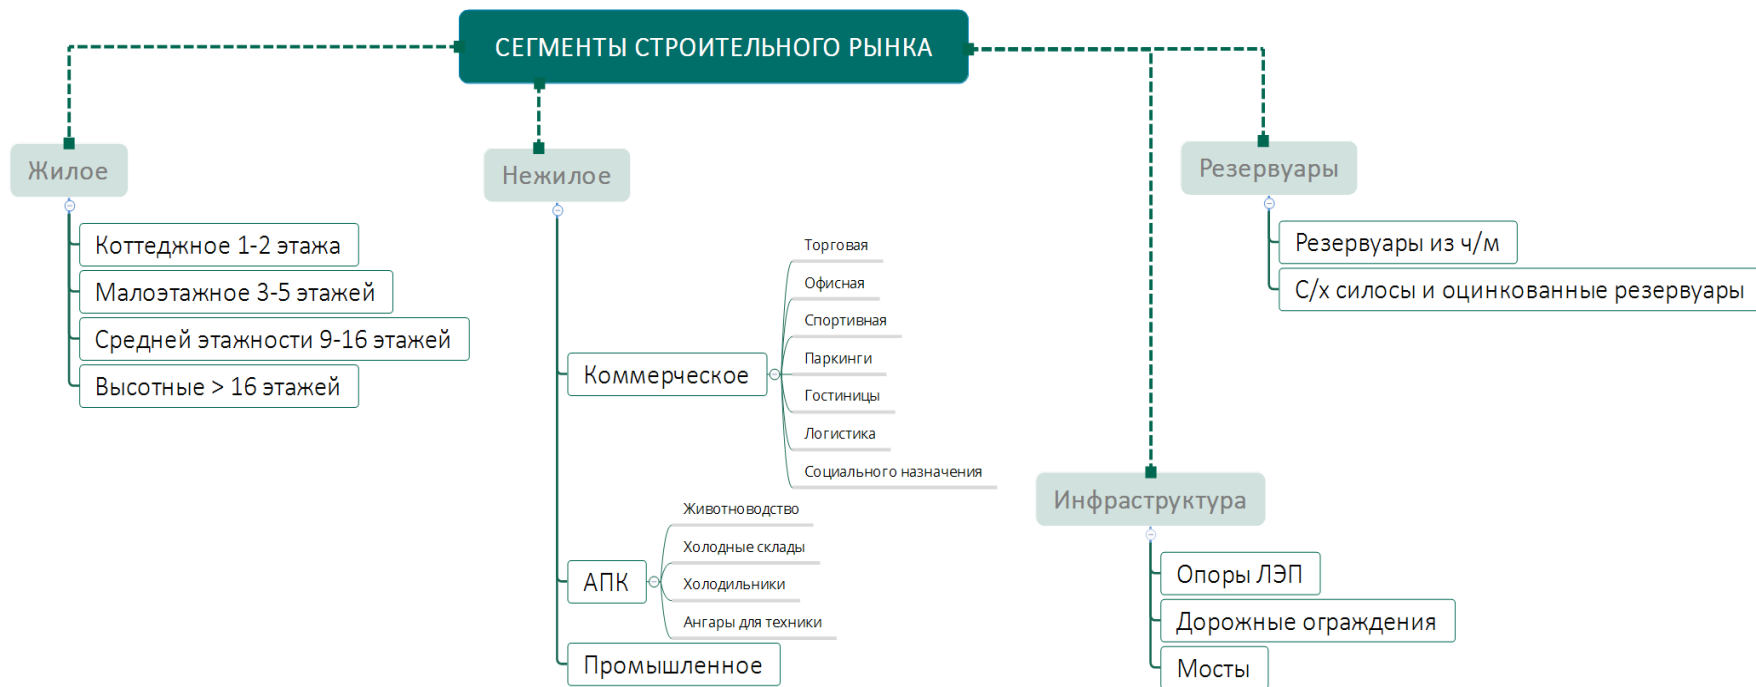 СЕГМЕНТЫ СТРОИТЕЛЬНОГО РЫНКА
Жилое
Коттеджное 1-2 этажа
Малоэтажное 3-5 этажей
Средней этажности 9-16 этажей
Высотные > 16 этажей
Нежилое
Коммерческое
Торговая
Офисная
Спортивная
Паркинги
Гостиницы
Логистика
Социального назначения
АПК
Животноводство
Холодные склады
Холодильники
Ангары для техники
Промышленное
Инфраструктура
Опоры ЛЭП
Дорожные ограждения
Мосты
Резервуары
Резервуары из ч/м
С/х силосы и оцинкованные резервуары